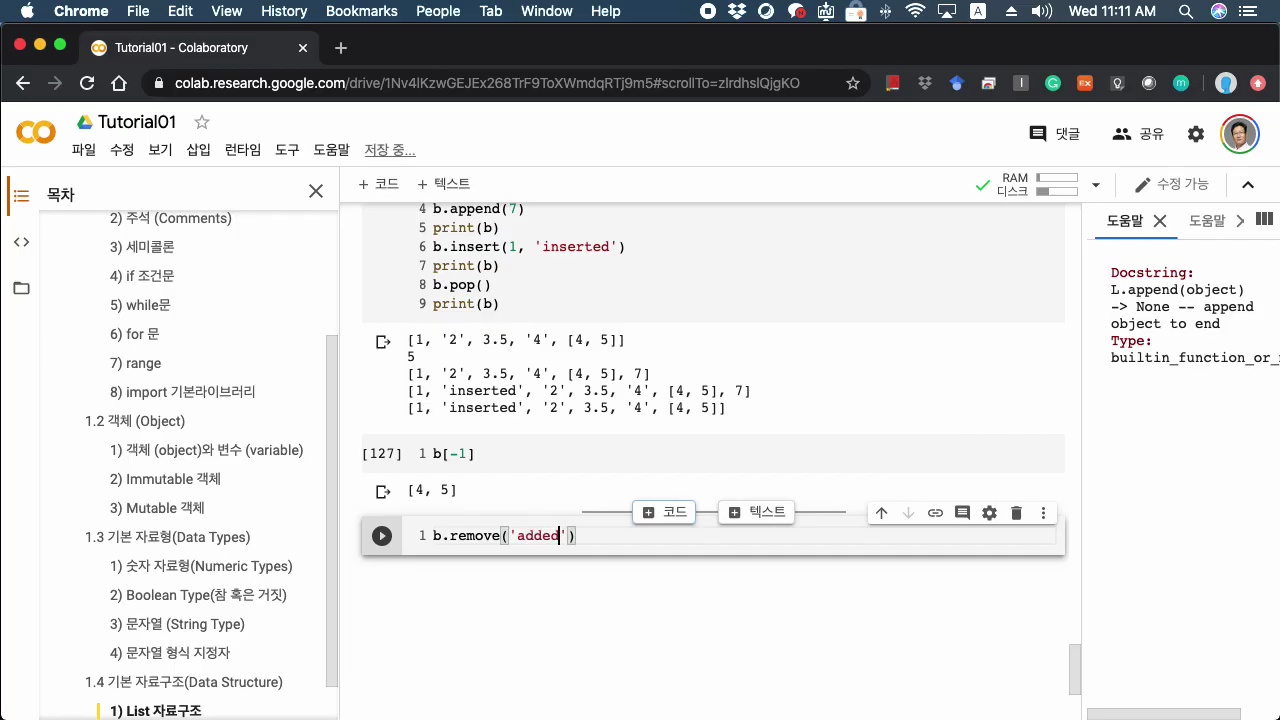 Chrome File Edit View History Bookmarks People Tab Window Help Wed 11:11 AM
Tutorial01 - Colaboratory
colab.research.google.com/drive/1Nv4lKzwGEJEx268TrF9ToXWmdqRTj9m5#scrollTo=zIrdhsIQjgKO
Tutorial01
댓글
공유
파일 수정 보기 삽입 런타임 도구 도움말 저장 중...
목차
+ 코드 + 텍스트
RAM
디스크
수정 가능
2) 주석 (Comments)
3) 세미콜론
4) if 조건문
5) while문
6) for 문
7) range
8) import 기본라이브러리
1.2 객체 (Object)
1) 객체 (object)와 변수 (variable)
2) Immutable 객체
3) Mutable 객체
1.3 기본 자료형(Data Types)
1) 숫자 자료형(Numeric Types)
2) Boolean Type(참 혹은 거짓)
3) 문자열 (String Type)
4) 문자열 형식 지정자
1.4 기본 자료구조(Data Structure)
1) List 자료구조
4 b.append(7)
5 print(b)
6 b.insert(1, 'inserted')
7 print(b)
8 b.pop()
9 print(b)
[1, '2', 3.5, '4', [4, 5]]
5
[1, '2', 3.5, '4', [4, 5], 7]
[1, 'inserted', '2', 3.5, '4', [4, 5], 7]
[1, 'inserted', '2', 3.5, '4', [4, 5]]
[127] 1 b[-1]
[4, 5]
코드 텍스트
1 b.remove('added')
도움말 도움말
Docstring:
L.append(object)
-> None -- append
object to end
Type:
builtin_function_or_